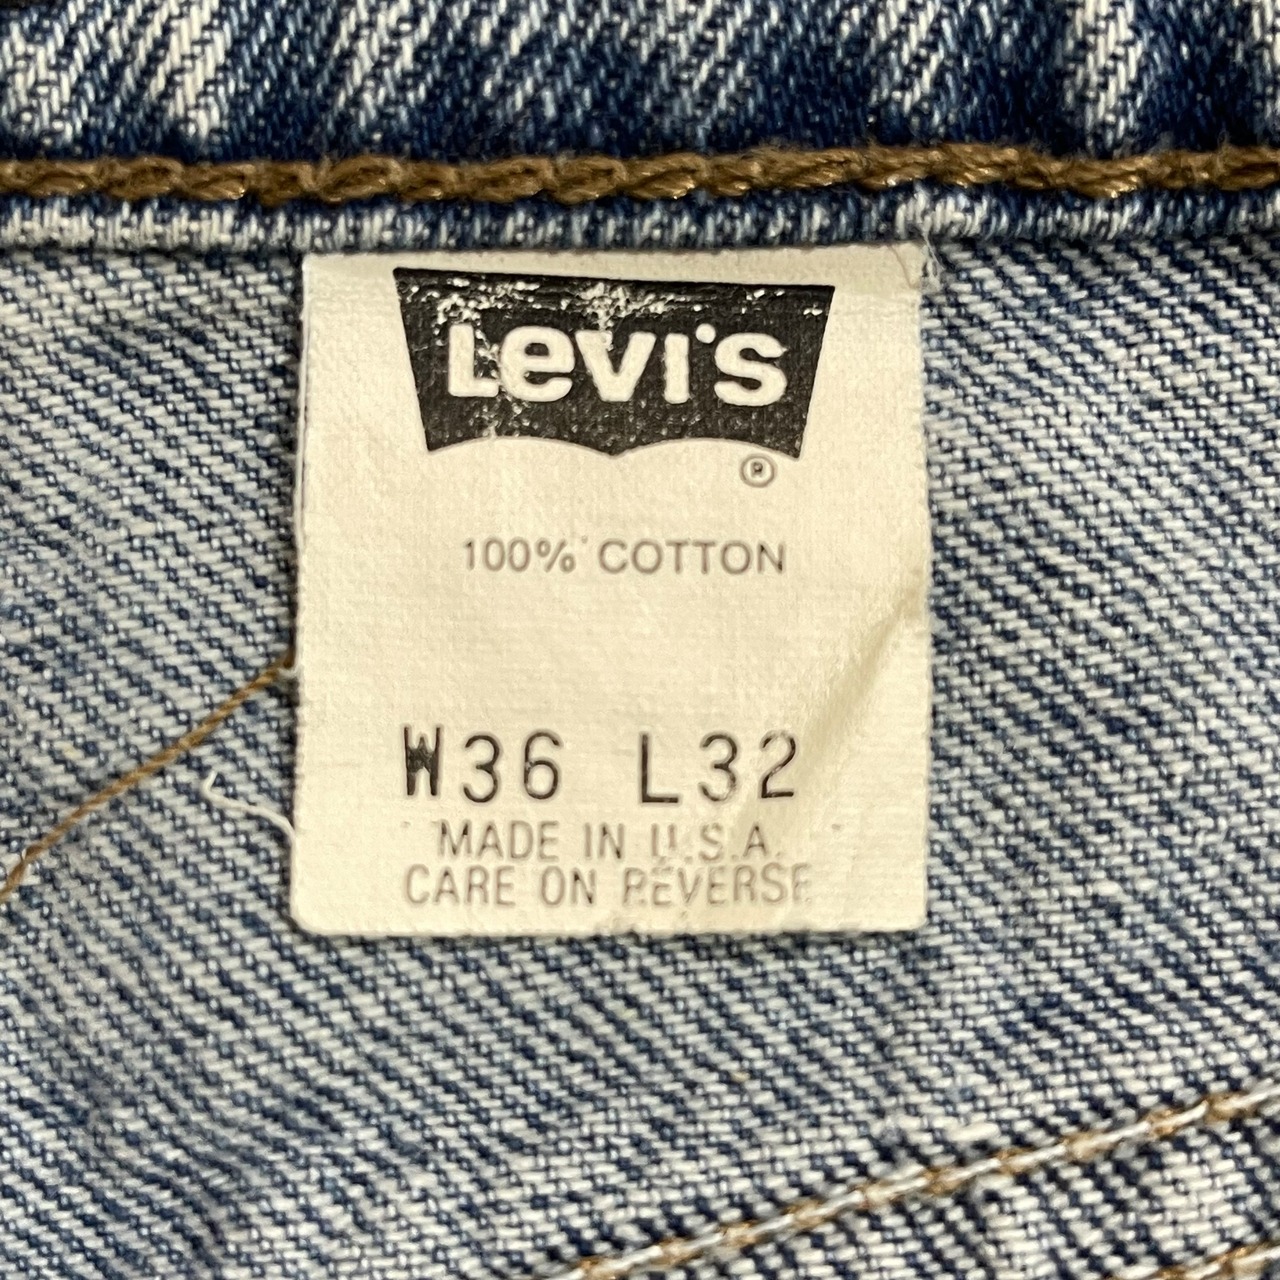 Levi's
®
100% COTTON
W36 L32
MADE IN U.S.A.
CARE ON REVERSE